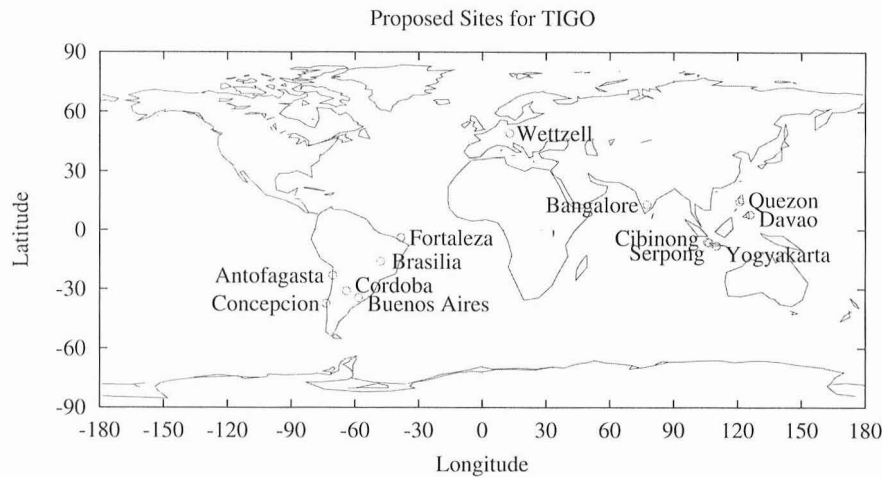 Proposed Sites for TIGO
90
60
Wettzell
30
Quezon
Bangalore
Davao
Latitude
0
Fortaleza
Cibinong
Serpong
Yogyakarta
Brasilia
Antofagasta
-30
Cordoba
Concepcion
Buenos Aires
-60
-90
-180 -150 -120 -90 -60 -30 0 30 60 90 120 150 180
Longitude